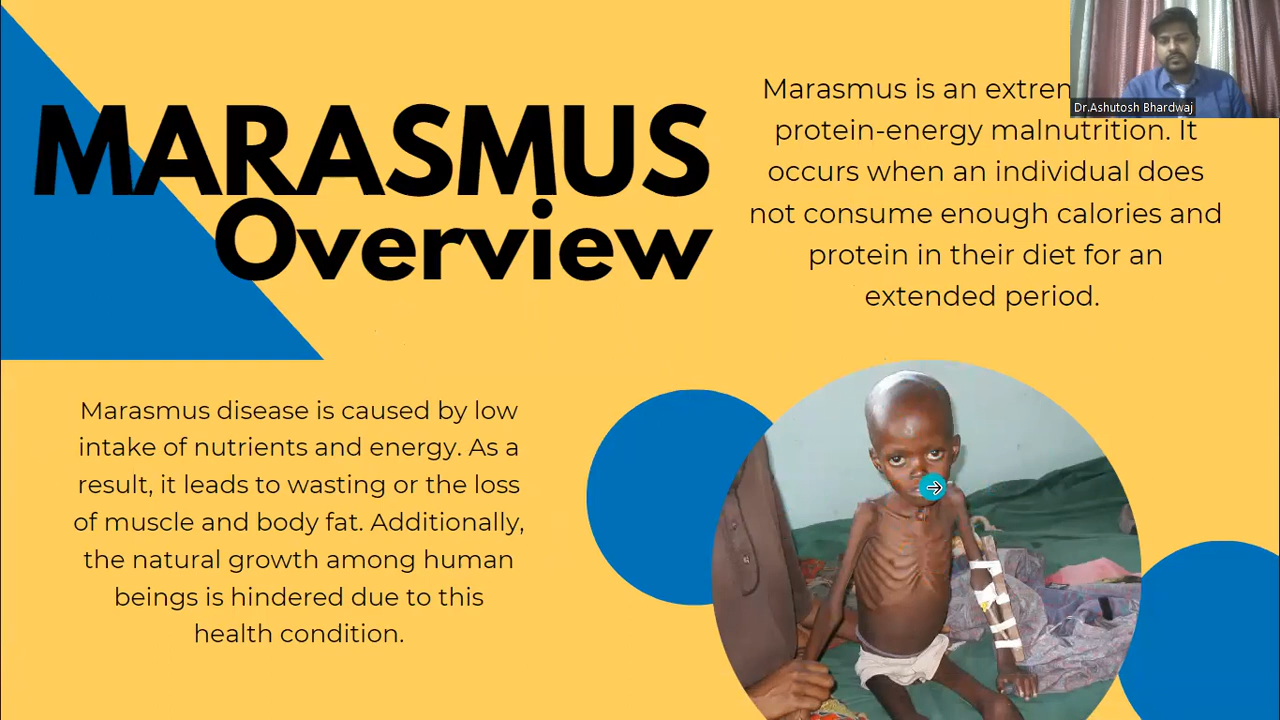 MARASMUS
Overview
Marasmus is an
protein-energy malnutrition. It
occurs when an individual does
not consume enough calories and
protein in their diet for an
extended period.
Dr.Ashutosh Bhardwaj
Marasmus disease is caused by low
intake of nutrients and energy. As a
result, it leads to wasting or the loss
of muscle and body fat. Additionally,
the natural growth among human
beings is hindered due to this
health condition.